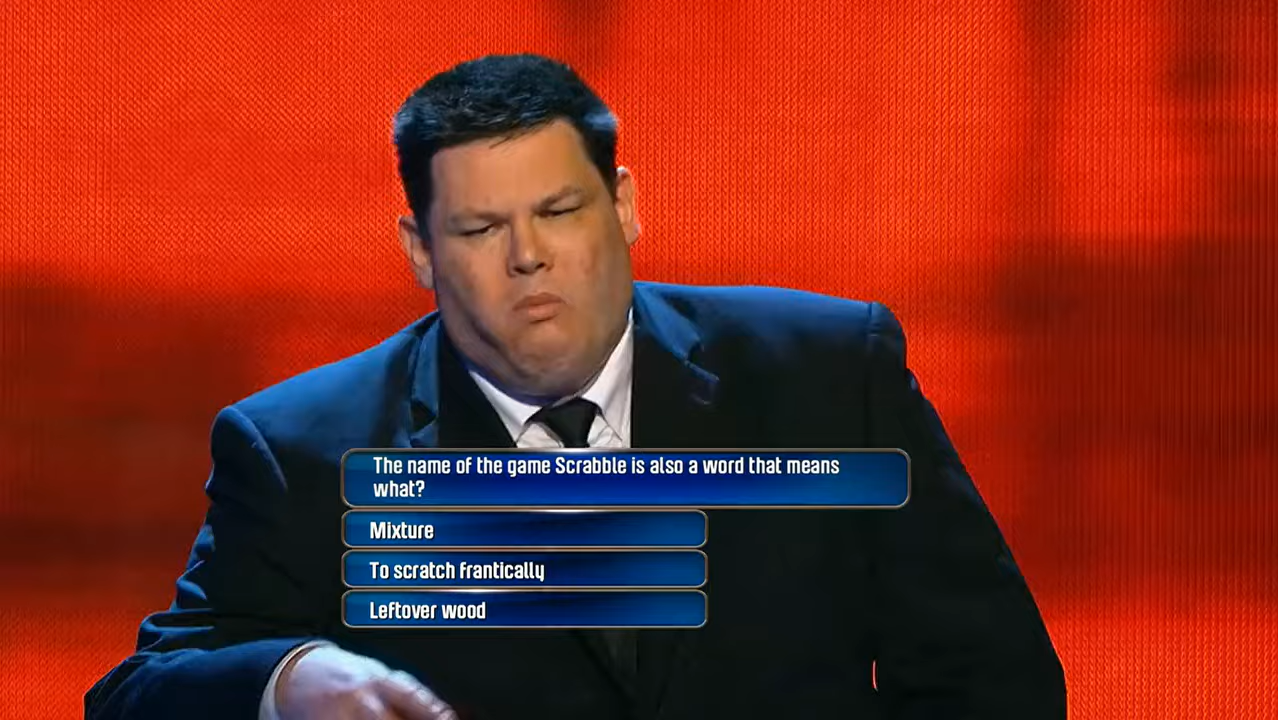 The name of the game Scrabble is also a word that means
what?
Mixture
To scratch frantically
Leftover wood